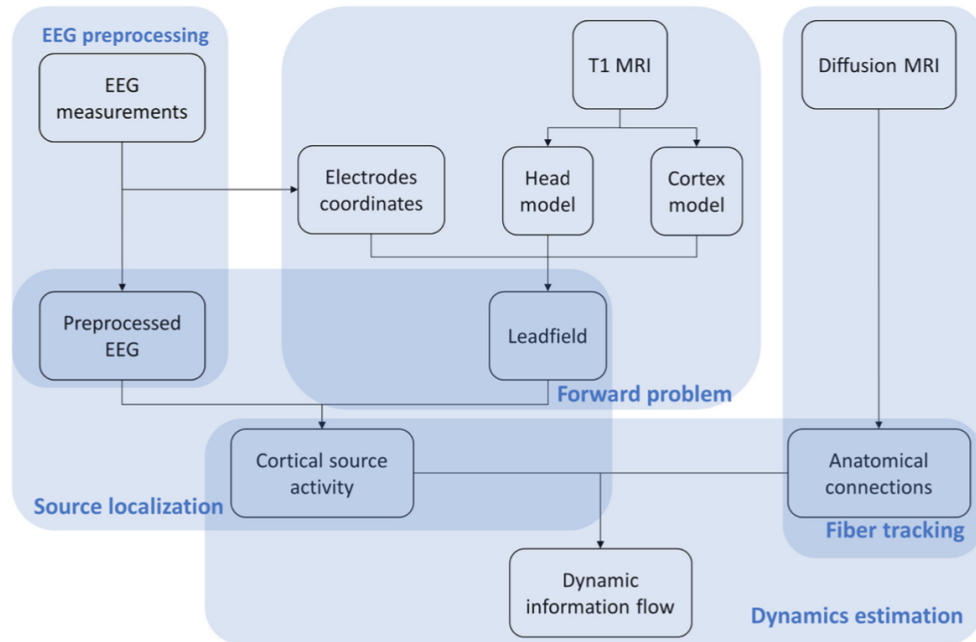 EEG preprocessing
EEG
measurements
T1 MRI
Diffusion MRI
Electrodes
coordinates
Head
model
Cortex
model
Preprocessed
EEG
Leadfield
Forward problem
Cortical source
activity
Anatomical
connections
Source localization
Fiber tracking
Dynamic
information flow
Dynamics estimation